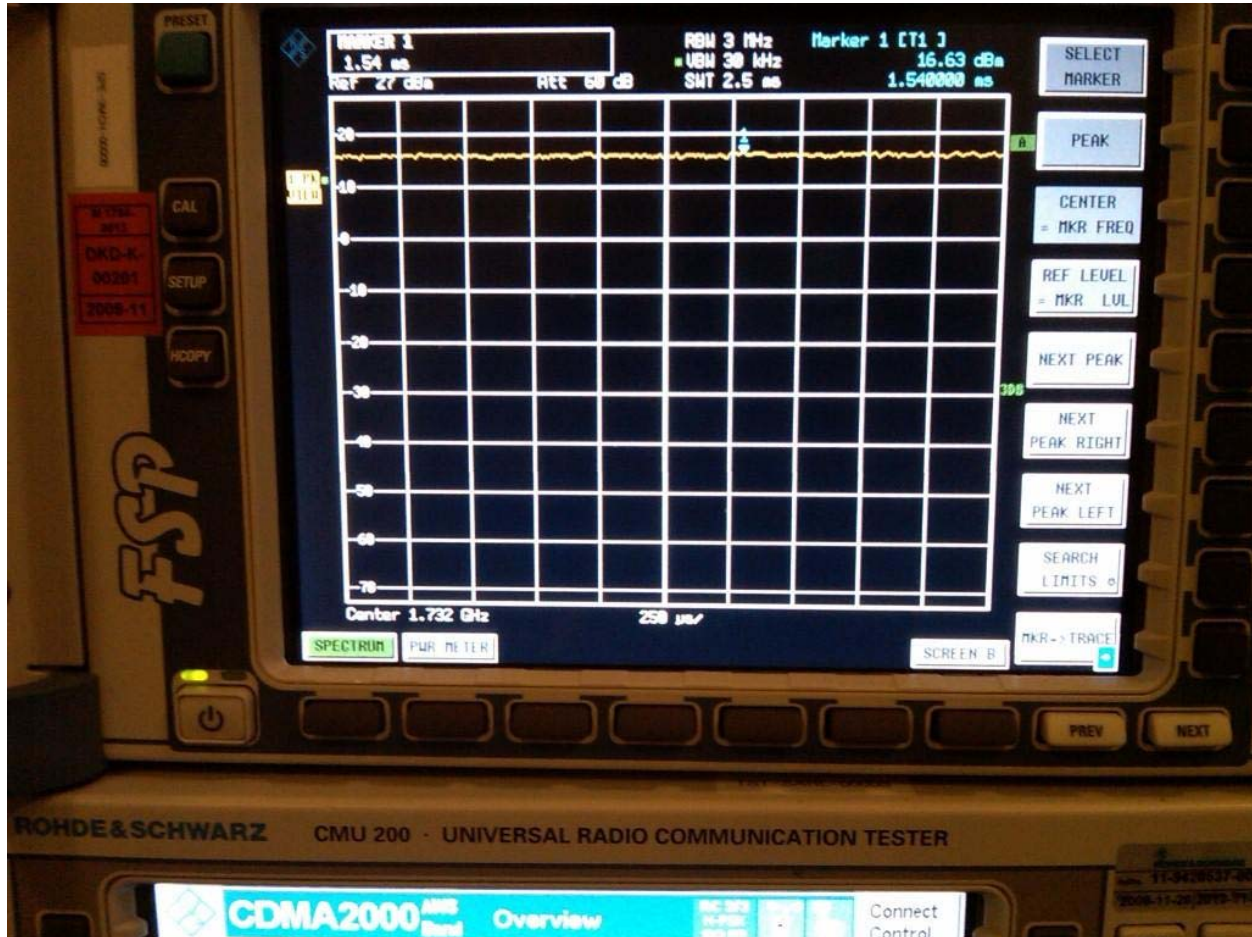 PRESET
MARKER 1
1.54 ms
Ref 27 dBm
Att 60 dB
RBW 3 MHz
VBW 30 kHz
SWT 2.5 ms
Marker 1 [T1 ]
16.63 dBm
1.540000 ms
SELECT
MARKER
PEAK
CENTER
= MKR FREQ
REF LEVEL
= MKR LVL
NEXT PEAK
NEXT
PEAK RIGHT
NEXT
PEAK LEFT
SEARCH
LIMITS
MKR->TRACE
A
VIEW
3DB
20
10
0
-10
-20
-30
-40
-50
-60
-70
1
Center 1.732 GHz
250 µs/
SPECTRUM
PWR METER
SCREEN B
CAL
SETUP
HCOPY
DKD-K-
00201
2009-11
FSP
PREV
NEXT
ROHDE&SCHWARZ
CMU 200 · UNIVERSAL RADIO COMMUNICATION TESTER
CDMA2000 AWS Band
Overview
Connect
Control